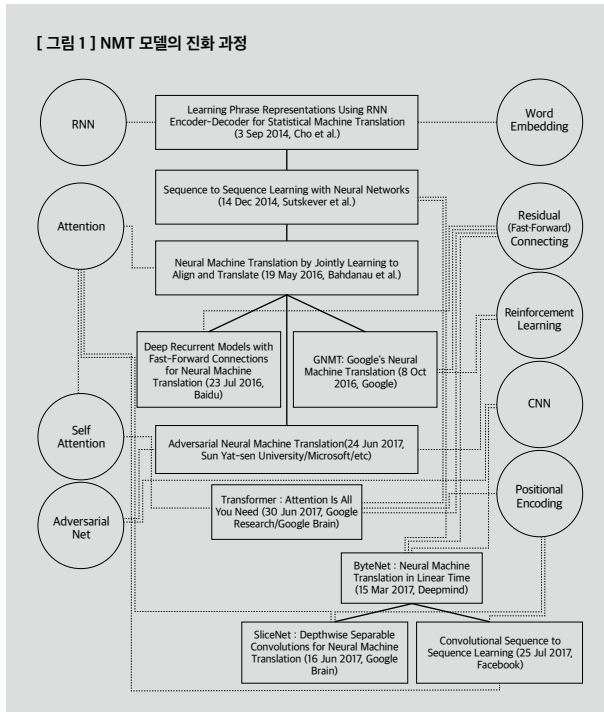 [ 그림 1 ] NMT 모델의 진화 과정
RNN
Learning Phrase Representations Using RNN
Encoder-Decoder for Statistical Machine Translation
(3 Sep 2014, Cho et al.)
Word
Embedding
Sequence to Sequence Learning with Neural Networks
(14 Dec 2014, Sutskever et al.)
Attention
Residual
(Fast-Forward)
Connecting
Neural Machine Translation by Jointly Learning to
Align and Translate (19 May 2016, Bahdanau et al.)
Reinforcement
Learning
Deep Recurrent Models with
Fast-Forward Connections
for Neural Machine
Translation (23 Jul 2016,
Baidu)
GNMT: Google's Neural
Machine Translation (8 Oct
2016, Google)
CNN
Self
Attention
Adversarial Neural Machine Translation(24 Jun 2017,
Sun Yat-sen University/Microsoft/etc)
Positional
Encoding
Adversarial
Net
Transformer : Attention Is All
You Need (30 Jun 2017, Google
Research/Google Brain)
ByteNet : Neural Machine
Translation in Linear Time
(15 Mar 2017, Deepmind)
SliceNet : Depthwise Separable
Convolutions for Neural Machine
Translation (16 Jun 2017, Google
Brain)
Convolutional Sequence to
Sequence Learning (25 Jul 2017,
Facebook)